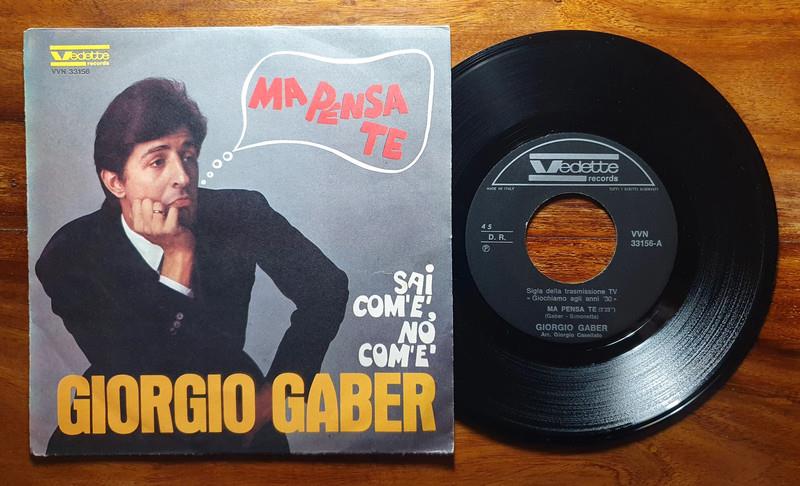 Vedette
records
VVN 33156
MA PENSA
TE
SAI
COM'E',
NO
COM'E'
GIORGIO GABER
Vedette
records
MADE IN ITALY
TUTTI I DIRITTI RISERVATI
45
D. R.
P
VVN
33156-A
Sigla della trasmissione TV
« Giochiamo agli anni '30 »
MA PENSA TE (3'25")
(Gaber - Simonetta)
GIORGIO GABER
Arr. Giorgio Casellato